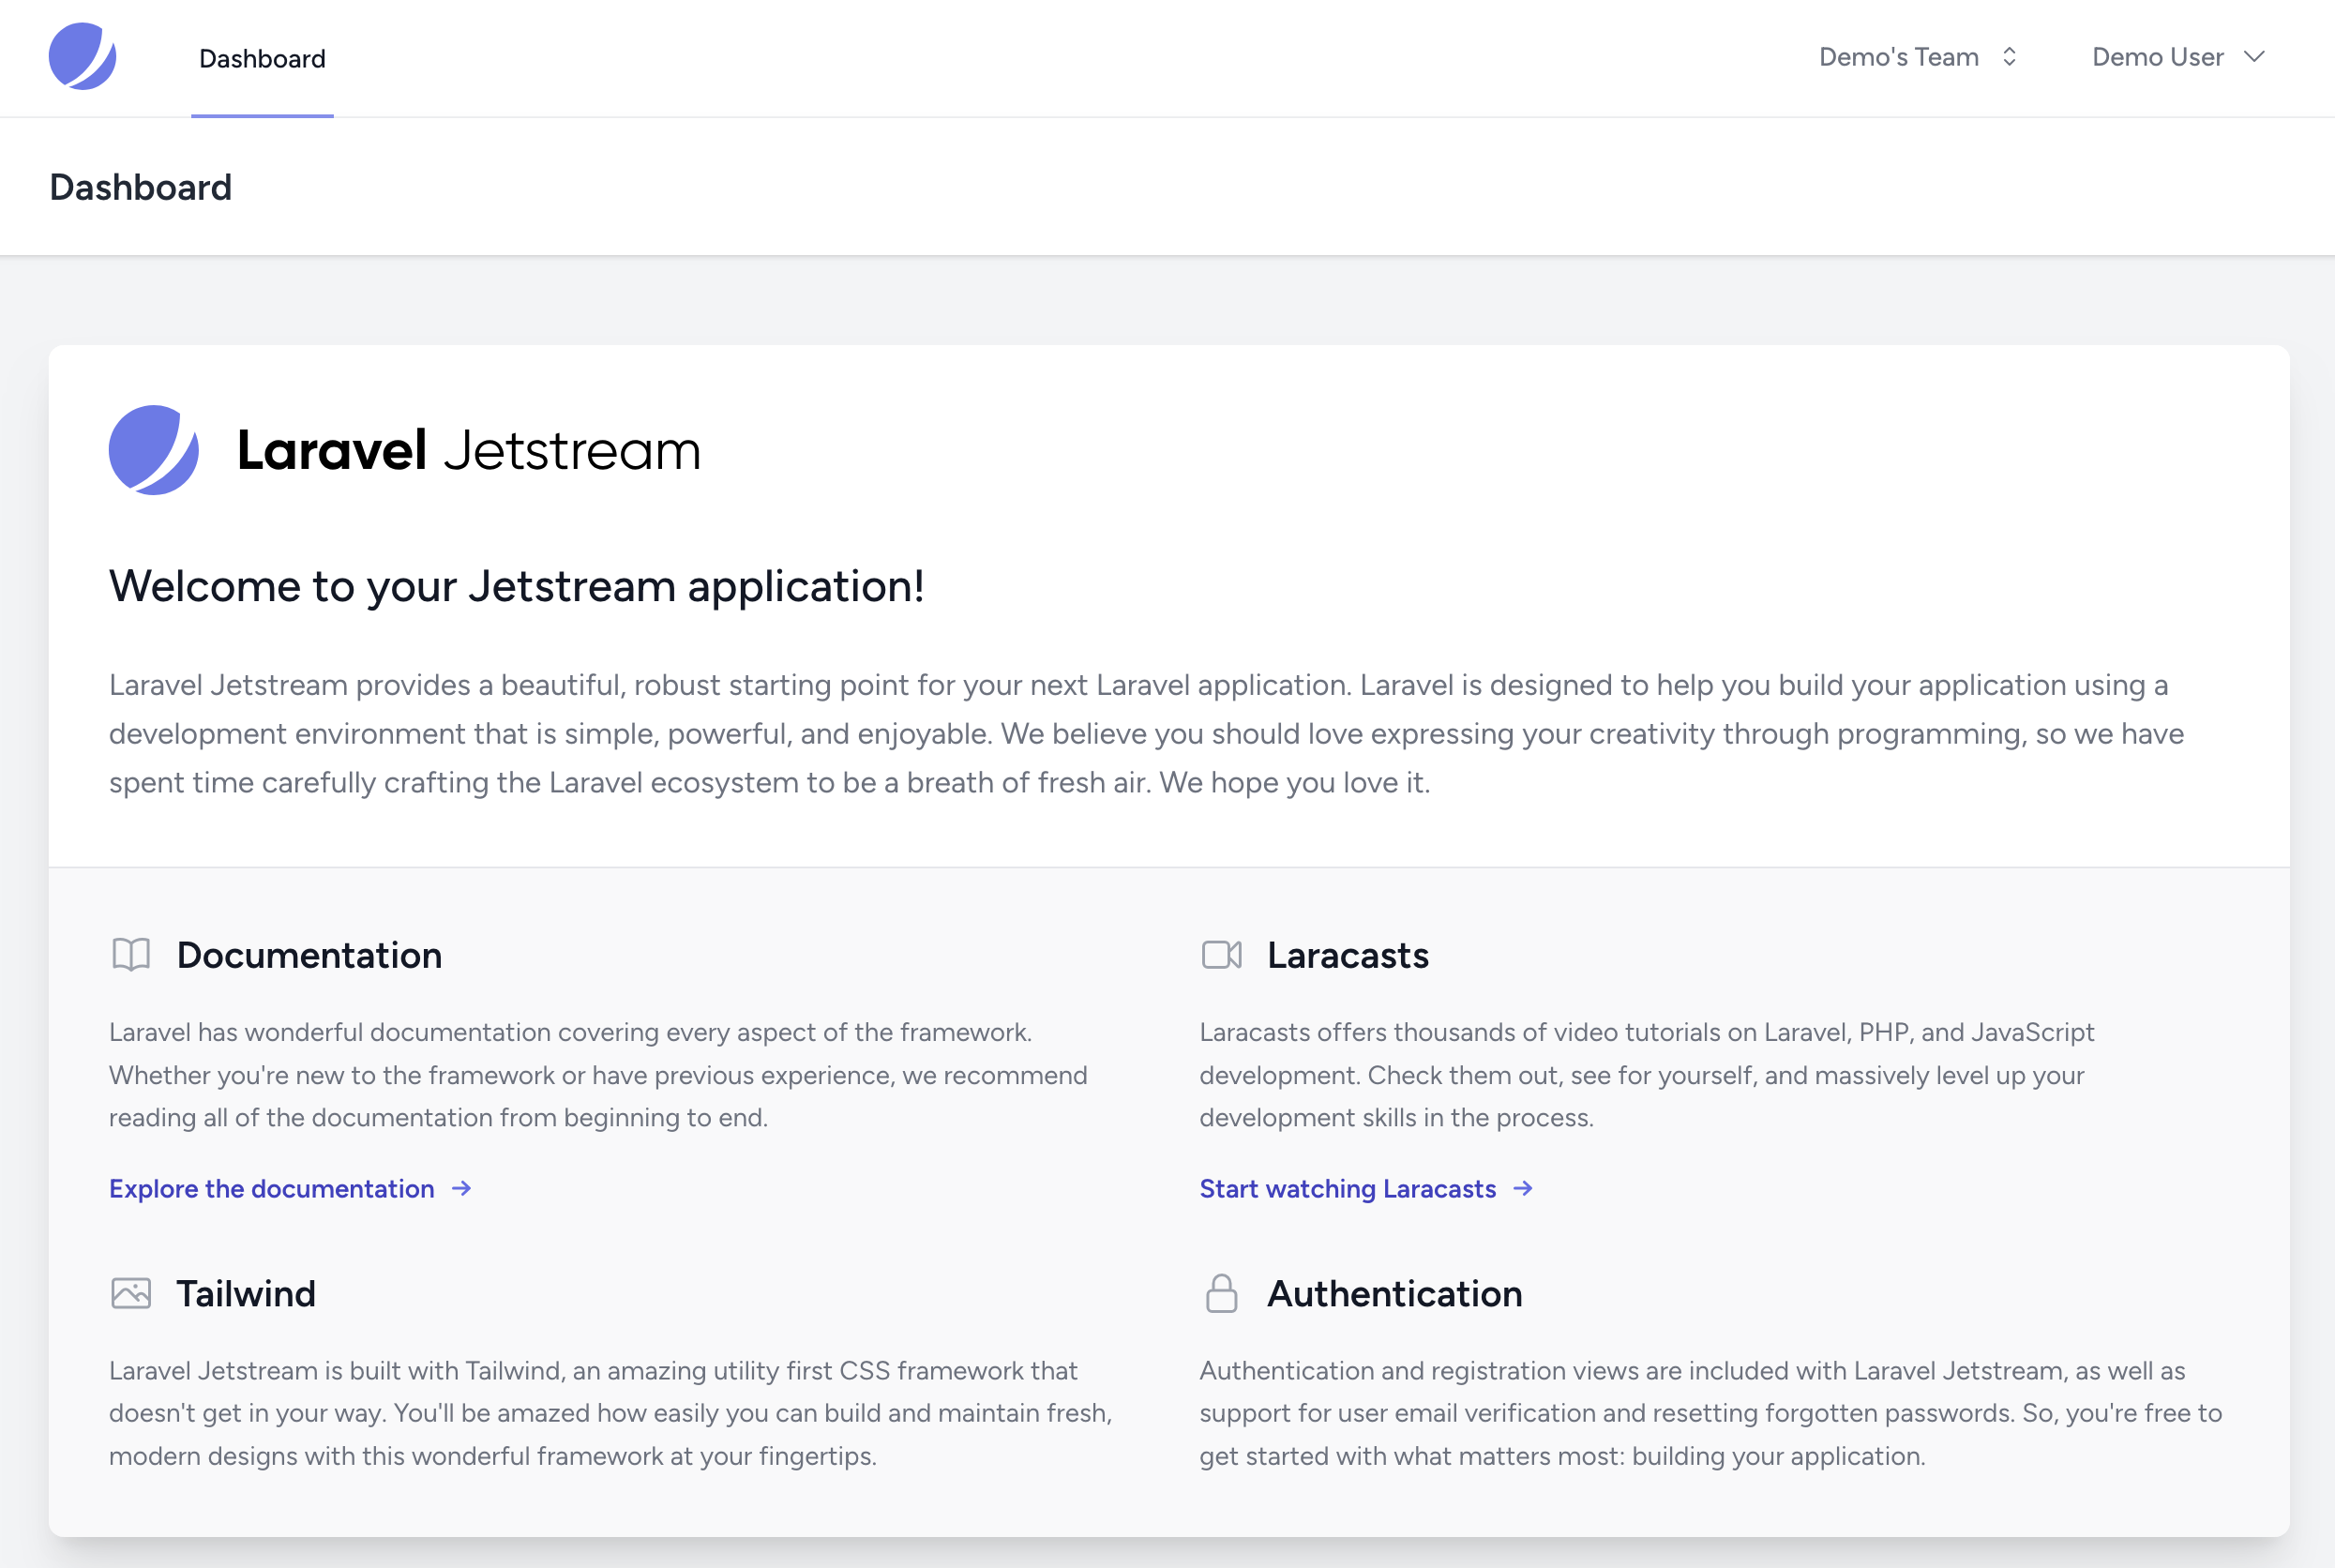 Dashboard
Demo's Team
Demo User
Dashboard
Laravel Jetstream
Welcome to your Jetstream application!
Laravel Jetstream provides a beautiful, robust starting point for your next Laravel application. Laravel is designed to help you build your application using a
development environment that is simple, powerful, and enjoyable. We believe you should love expressing your creativity through programming, so we have
spent time carefully crafting the Laravel ecosystem to be a breath of fresh air. We hope you love it.
Documentation
Laravel has wonderful documentation covering every aspect of the framework.
Whether you're new to the framework or have previous experience, we recommend
reading all of the documentation from beginning to end.
Explore the documentation
Laracasts
Laracasts offers thousands of video tutorials on Laravel, PHP, and JavaScript
development. Check them out, see for yourself, and massively level up your
development skills in the process.
Start watching Laracasts
Tailwind
Laravel Jetstream is built with Tailwind, an amazing utility first CSS framework that
doesn't get in your way. You'll be amazed how easily you can build and maintain fresh,
modern designs with this wonderful framework at your fingertips.
Authentication
Authentication and registration views are included with Laravel Jetstream, as well as
support for user email verification and resetting forgotten passwords. So, you're free to
get started with what matters most: building your application.